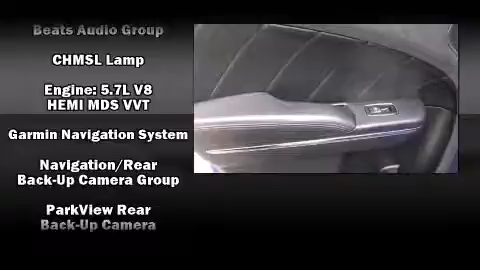 Beats Audio Group
CHMSL Lamp
Engine: 5.7L V8
HEMI MDS VVT
Garmin Navigation System
Navigation/Rear
Back-Up Camera Group
ParkView Rear
Back-Up Camera